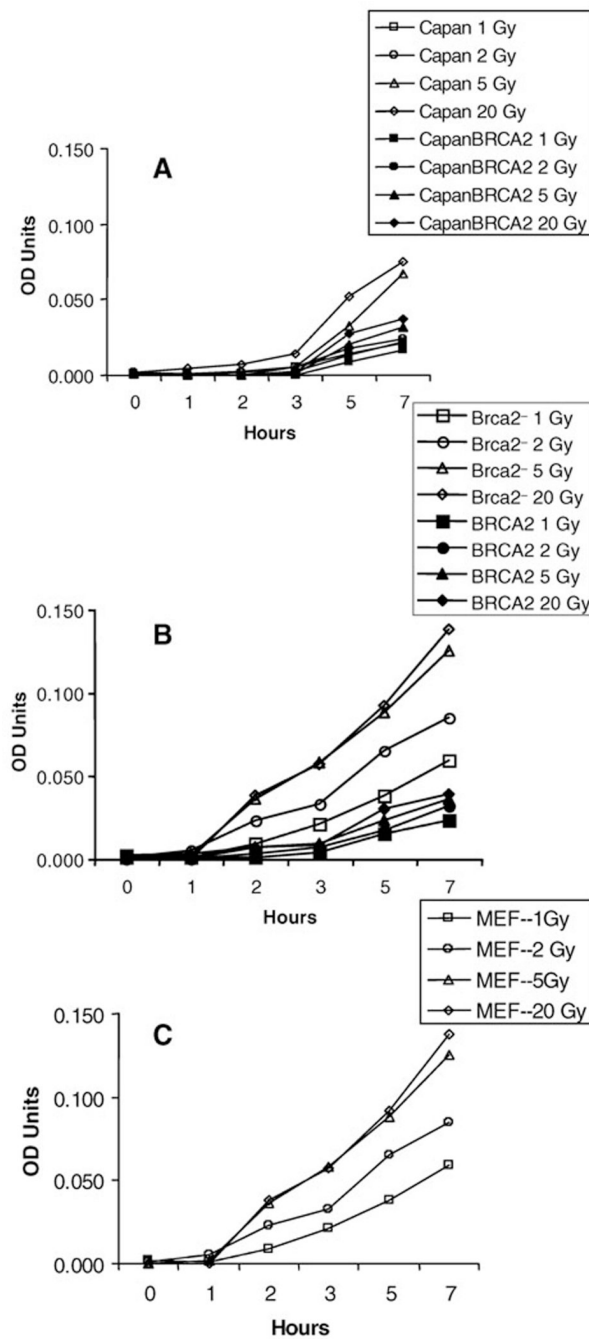 Capan 1 Gy
Capan 2 Gy
Capan 5 Gy
Capan 20 Gy
CapanBRCA2 1 Gy
CapanBRCA2 2 Gy
CapanBRCA2 5 Gy
CapanBRCA2 20 Gy
A
OD Units
0.150
0.100
0.050
0.000
0 1 2 3 5 7
Hours
Brca2⁻ 1 Gy
Brca2⁻ 2 Gy
Brca2⁻ 5 Gy
Brca2⁻ 20 Gy
BRCA2 1 Gy
BRCA2 2 Gy
BRCA2 5 Gy
BRCA2 20 Gy
B
OD Units
0.150
0.100
0.050
0.000
0 1 2 3 5 7
Hours
MEF--1Gy
MEF--2 Gy
MEF--5Gy
MEF--20 Gy
C
OD Units
0.150
0.100
0.050
0.000
0 1 2 3 5 7
Hours